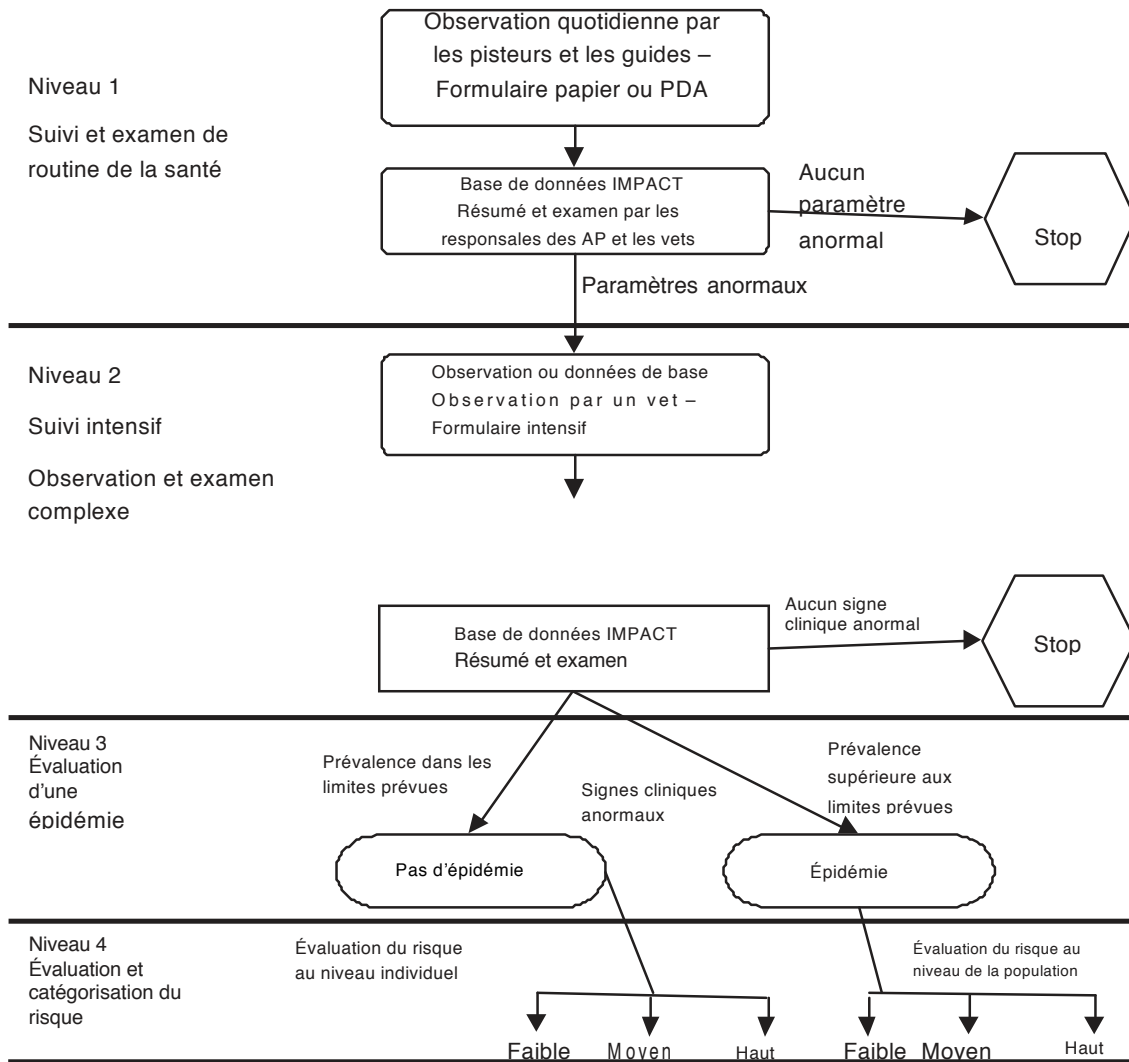 Observation quotidienne par
les pisteurs et les guides –
Formulaire papier ou PDA
Niveau 1
Suivi et examen de
routine de la santé
Base de données IMPACT
Résumé et examen par les
responsales des AP et les vets
Aucun
paramètre
anormal
Stop
Paramètres anormaux
Niveau 2
Suivi intensif
Observation et examen
complexe
Observation ou données de base
Observation par un vet –
Formulaire intensif
Base de données IMPACT
Résumé et examen
Aucun signe
clinique anormal
Stop
Niveau 3
Évaluation
d'une
épidémie
Prévalence dans les
limites prévues
Signes cliniques
anormaux
Prévalence
supérieure aux
limites prévues
Pas d'épidémie
Épidémie
Niveau 4
Évaluation et
catégorisation du
risque
Évaluation du risque
au niveau individuel
Évaluation du risque au
niveau de la population
Faible Moyen Haut
Faible Moyen Haut